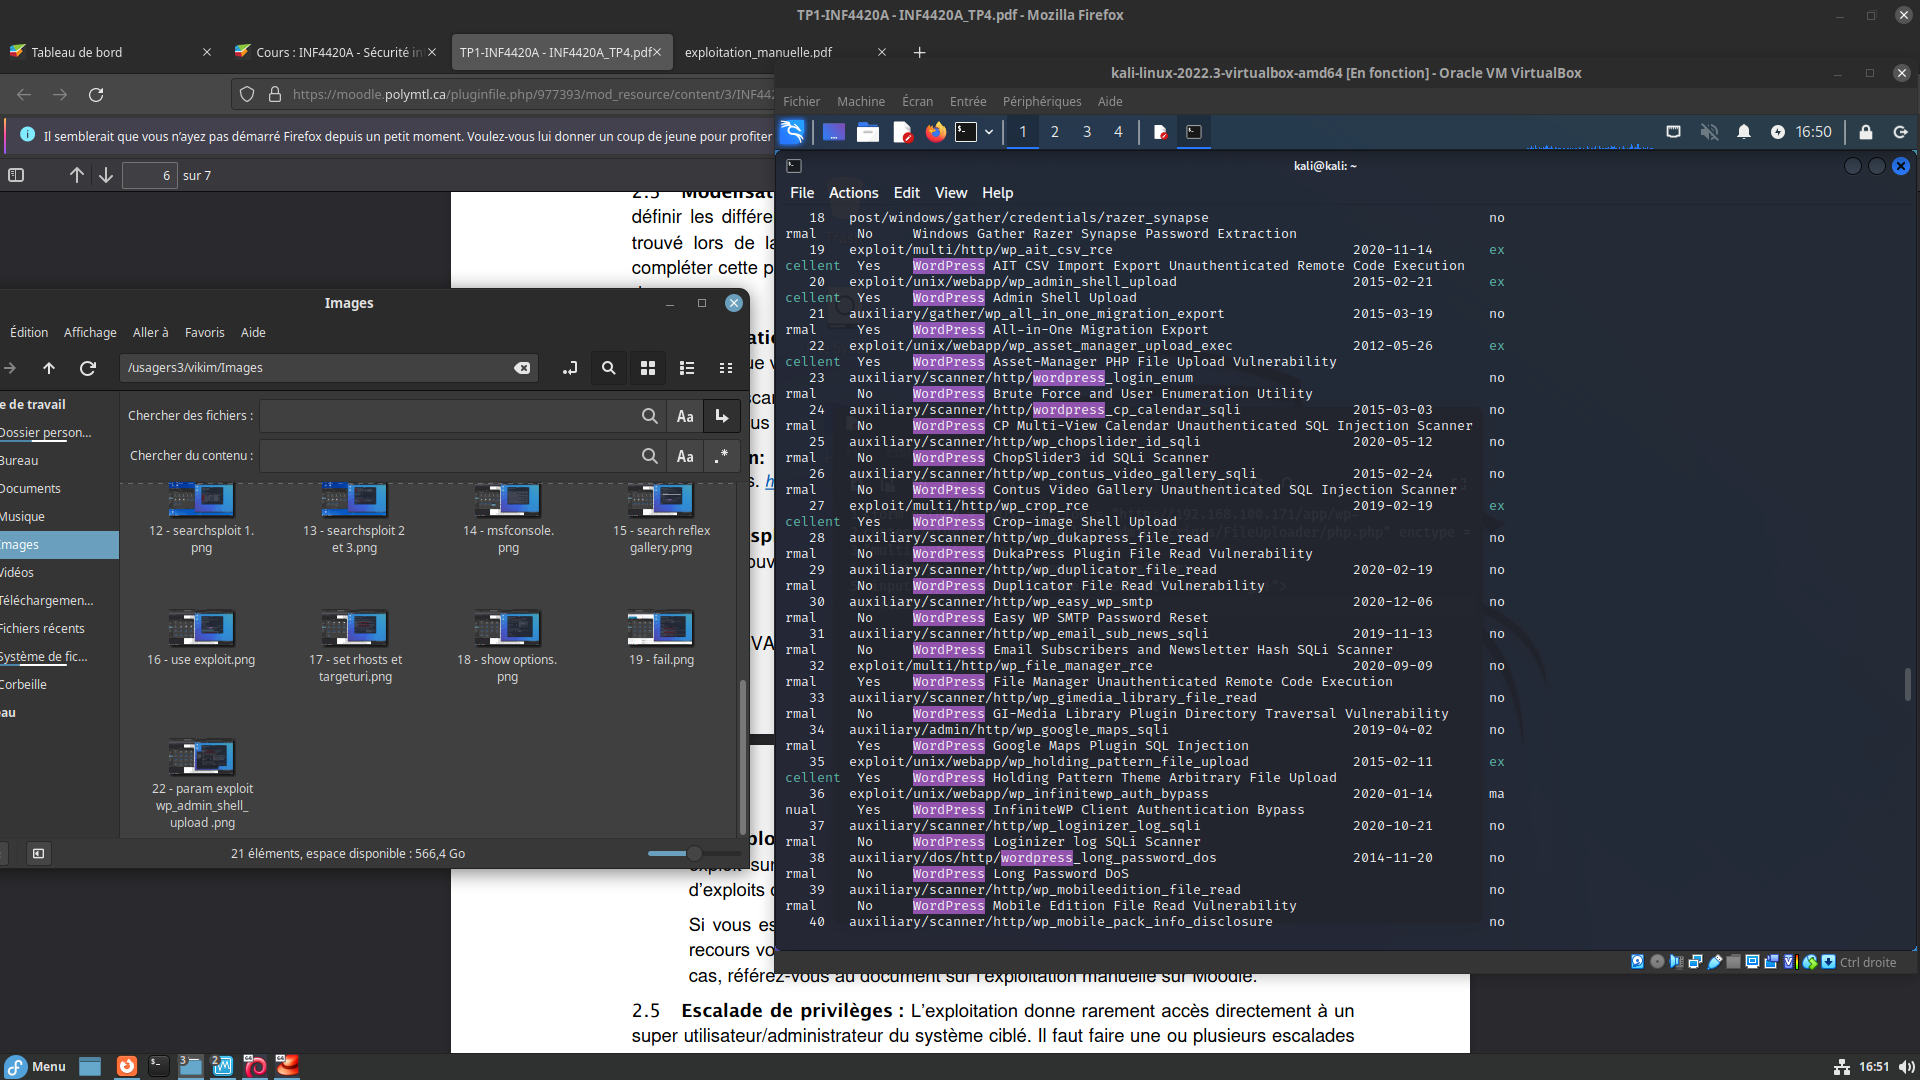 TP1-INF4420A - INF4420A_TP4.pdf - Mozilla Firefox
Tableau de bord
Cours : INF4420A - Sécurité in
TP1-INF4420A - INF4420A_TP4.pdf
exploitation_manuelle.pdf
https://moodle.polymtl.ca/pluginfile.php/977393/mod_resource/content/3/INF442
Il semblerait que vous n'ayez pas démarré Firefox depuis un petit moment. Voulez-vous lui donner un coup de jeune pour profiter
6 sur 7
2.3 Modélisat
définir les différe
trouvé lors de la
compléter cette p
Images
Édition Affichage Aller à Favoris Aide
/usagers3/vikim/Images
e de travail
Dossier person...
Bureau
Documents
Musique
Images
Vidéos
Téléchargemen...
Fichiers récents
Système de fic...
Corbeille
eau
Chercher des fichiers :
Aa
Chercher du contenu :
Aa .*
12 - searchsploit 1.
png
13 - searchsploit 2
et 3.png
14 - msfconsole.
png
15 - search reflex
gallery.png
16 - use exploit.png
17 - set rhosts et
targeturi.png
18 - show options.
png
19 - fail.png
22 - param exploit
wp_admin_shell_
upload .png
21 éléments, espace disponible : 566,4 Go
d'exploits d
Si vous es
recours vo
cas, référez-vous au document sur l'exploitation manuelle sur Moodle.
2.5 Escalade de privilèges : L'exploitation donne rarement accès directement à un
super utilisateur/administrateur du système ciblé. Il faut faire une ou plusieurs escalades
kali-linux-2022.3-virtualbox-amd64 [En fonction] - Oracle VM VirtualBox
Fichier Machine Écran Entrée Périphériques Aide
1 2 3 4
16:50
kali@kali: ~
File Actions Edit View Help
18 post/windows/gather/credentials/razer_synapse no
rmal No Windows Gather Razer Synapse Password Extraction
19 exploit/multi/http/wp_ait_csv_rce 2020-11-14 ex
cellent Yes WordPress AIT CSV Import Export Unauthenticated Remote Code Execution
20 exploit/unix/webapp/wp_admin_shell_upload 2015-02-21 ex
cellent Yes WordPress Admin Shell Upload
21 auxiliary/gather/wp_all_in_one_migration_export 2015-03-19 no
rmal Yes WordPress All-in-One Migration Export
22 exploit/unix/webapp/wp_asset_manager_upload_exec 2012-05-26 ex
cellent Yes WordPress Asset-Manager PHP File Upload Vulnerability
23 auxiliary/scanner/http/wordpress_login_enum no
rmal No WordPress Brute Force and User Enumeration Utility
24 auxiliary/scanner/http/wordpress_cp_calendar_sqli 2015-03-03 no
rmal No WordPress CP Multi-View Calendar Unauthenticated SQL Injection Scanner
25 auxiliary/scanner/http/wp_chopslider_id_sqli 2020-05-12 no
rmal No WordPress ChopSlider3 id SQLi Scanner
26 auxiliary/scanner/http/wp_contus_video_gallery_sqli 2015-02-24 no
rmal No WordPress Contus Video Gallery Unauthenticated SQL Injection Scanner
27 exploit/multi/http/wp_crop_rce 2019-02-19 ex
cellent Yes WordPress Crop-image Shell Upload
28 auxiliary/scanner/http/wp_dukapress_file_read no
rmal No WordPress DukaPress Plugin File Read Vulnerability
29 auxiliary/scanner/http/wp_duplicator_file_read 2020-02-19 no
rmal No WordPress Duplicator File Read Vulnerability
30 auxiliary/scanner/http/wp_easy_wp_smtp 2020-12-06 no
rmal No WordPress Easy WP SMTP Password Reset
31 auxiliary/scanner/http/wp_email_sub_news_sqli 2019-11-13 no
rmal No WordPress Email Subscribers and Newsletter Hash SQLi Scanner
32 exploit/multi/http/wp_file_manager_rce 2020-09-09 no
rmal Yes WordPress File Manager Unauthenticated Remote Code Execution
33 auxiliary/scanner/http/wp_gimedia_library_file_read no
rmal No WordPress GI-Media Library Plugin Directory Traversal Vulnerability
34 auxiliary/admin/http/wp_google_maps_sqli 2019-04-02 no
rmal Yes WordPress Google Maps Plugin SQL Injection
35 exploit/unix/webapp/wp_holding_pattern_file_upload 2015-02-11 ex
cellent Yes WordPress Holding Pattern Theme Arbitrary File Upload
36 exploit/unix/webapp/wp_infinitewp_auth_bypass 2020-01-14 ma
nual Yes WordPress InfiniteWP Client Authentication Bypass
37 auxiliary/scanner/http/wp_loginizer_log_sqli 2020-10-21 no
rmal No WordPress Loginizer log SQLi Scanner
38 auxiliary/dos/http/wordpress_long_password_dos 2014-11-20 no
rmal No WordPress Long Password DoS
39 auxiliary/scanner/http/wp_mobileedition_file_read no
rmal No WordPress Mobile Edition File Read Vulnerability
40 auxiliary/scanner/http/wp_mobile_pack_info_disclosure no
Ctrl droite
Menu
16:51